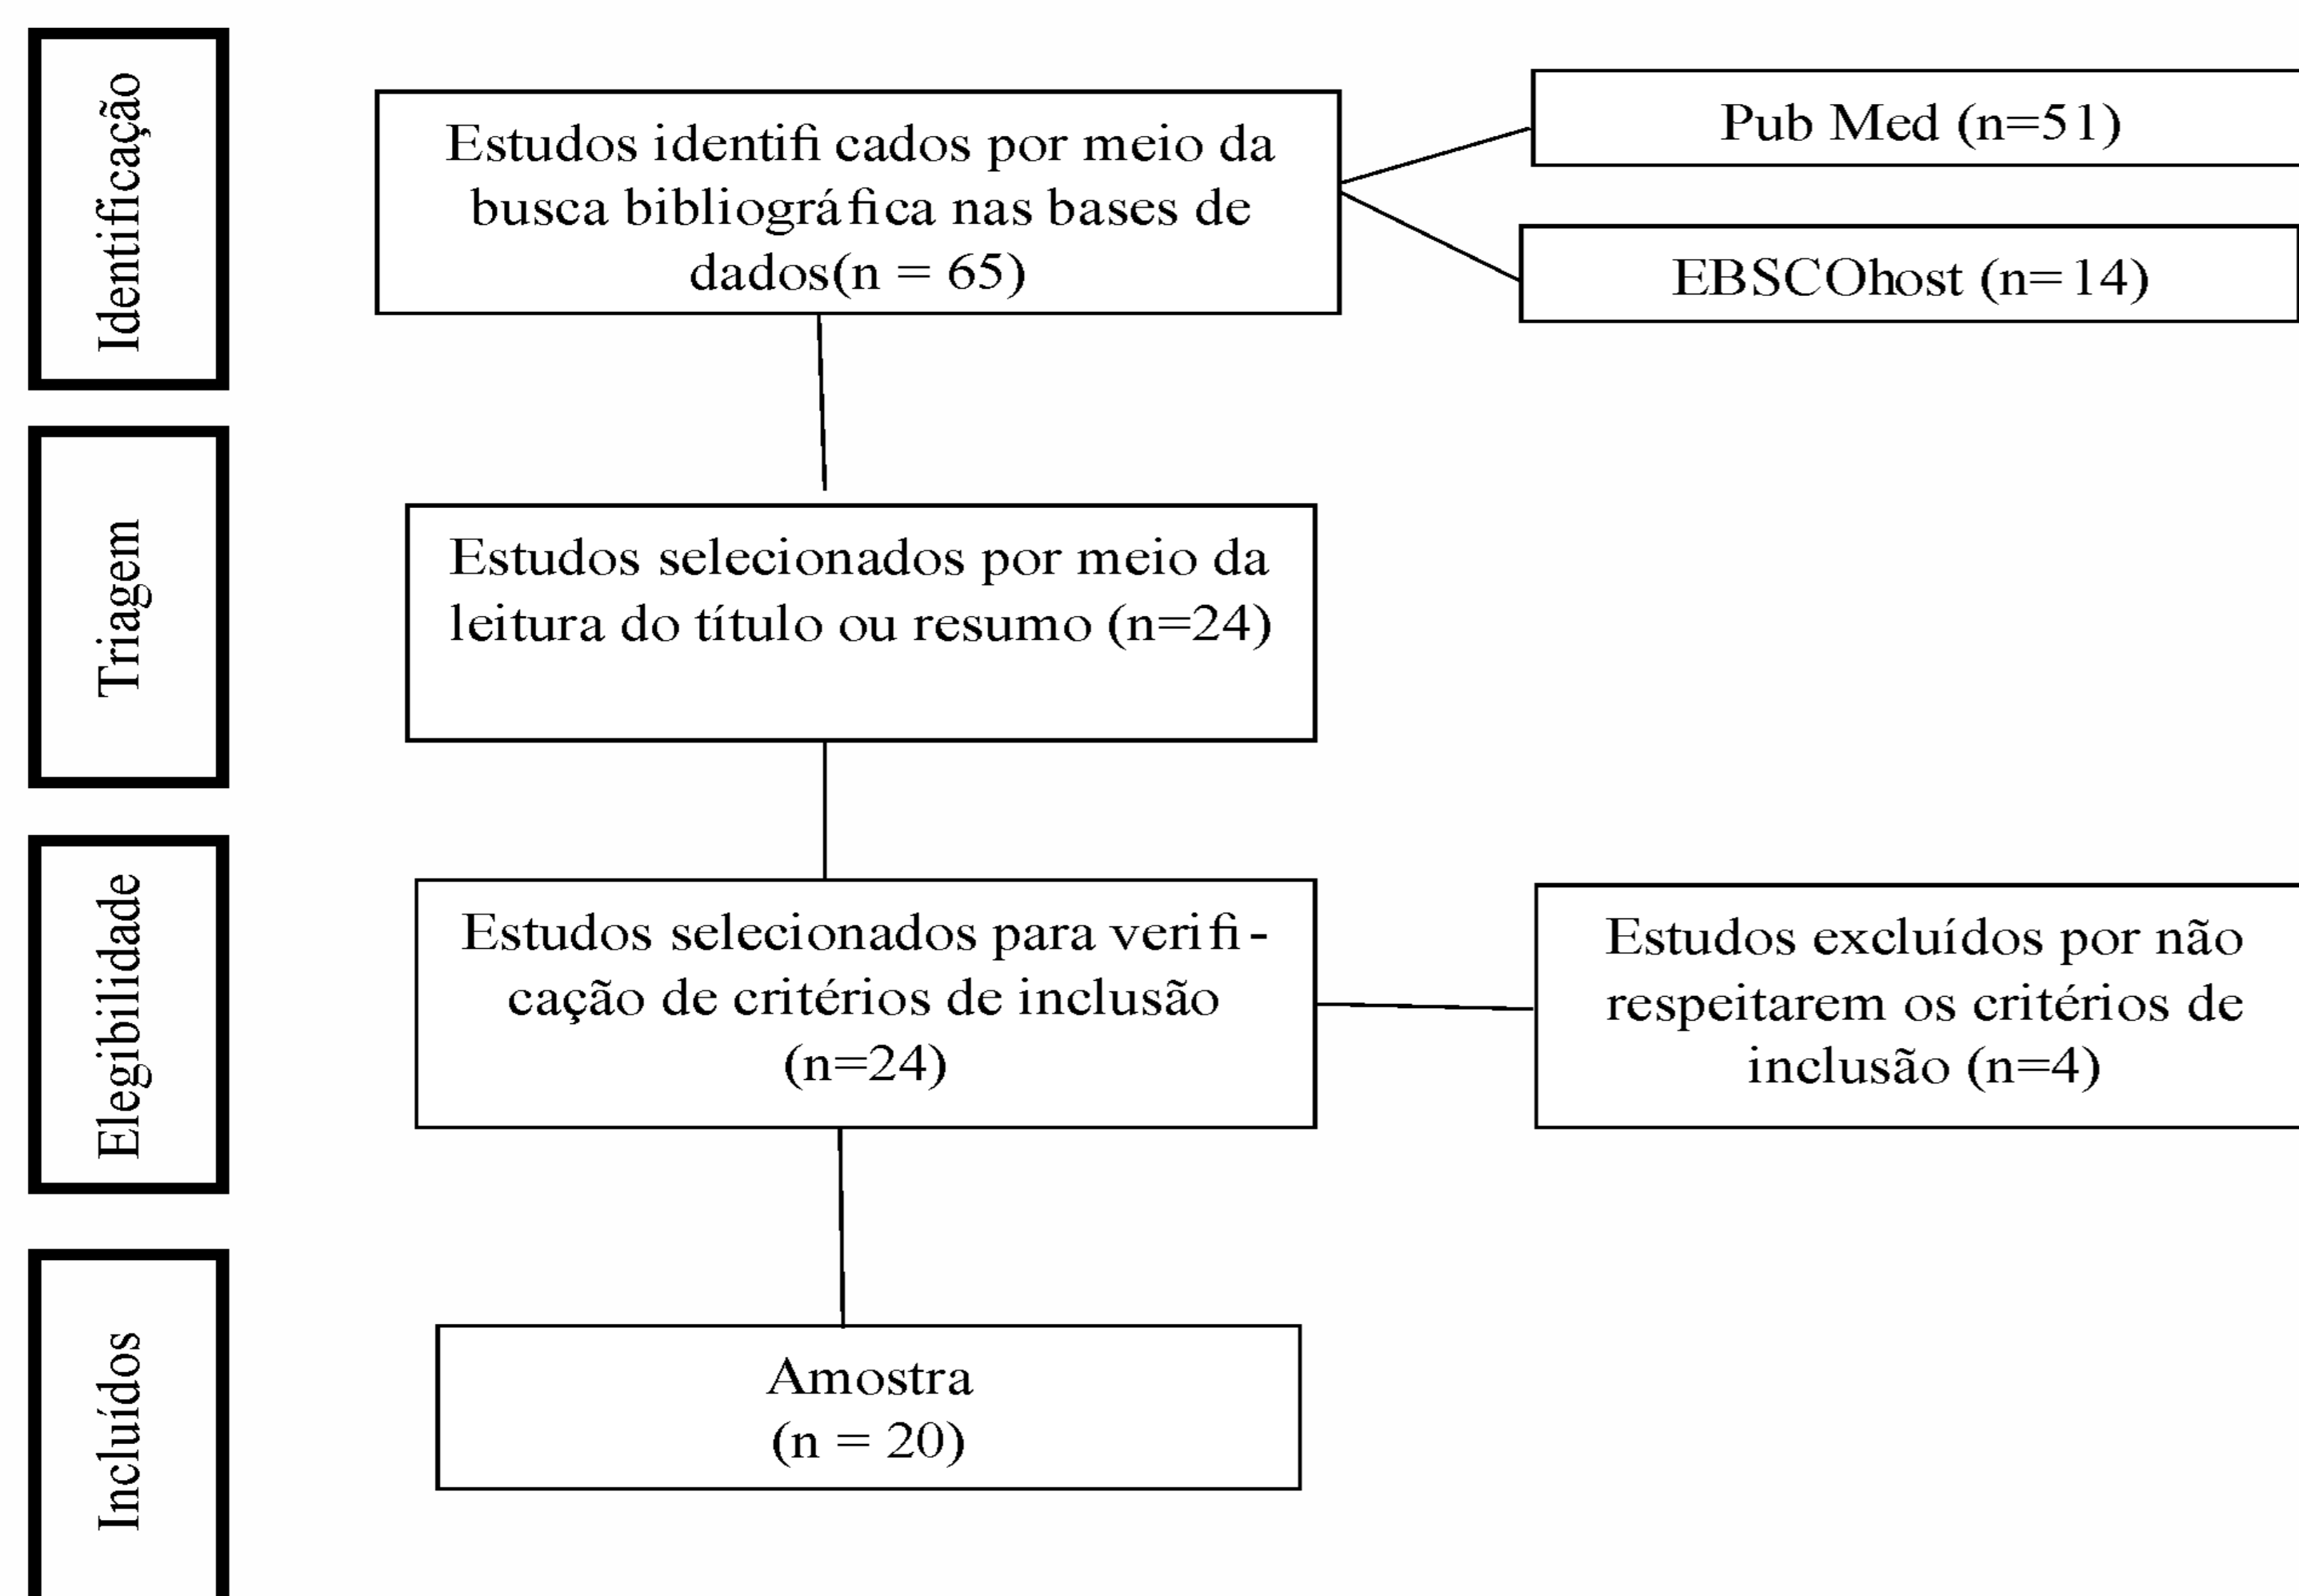 Identificação
Estudos identifi cados por meio da
busca bibliográfica nas bases de
dados(n = 65)
Pub Med (n=51)
EBSCOhost (n=14)
Triagem
Estudos selecionados por meio da
leitura do título ou resumo (n=24)
Elegibilidade
Estudos selecionados para verifi-
cação de critérios de inclusão
(n=24)
Estudos excluídos por não
respeitarem os critérios de
inclusão (n=4)
Incluídos
Amostra
(n = 20)